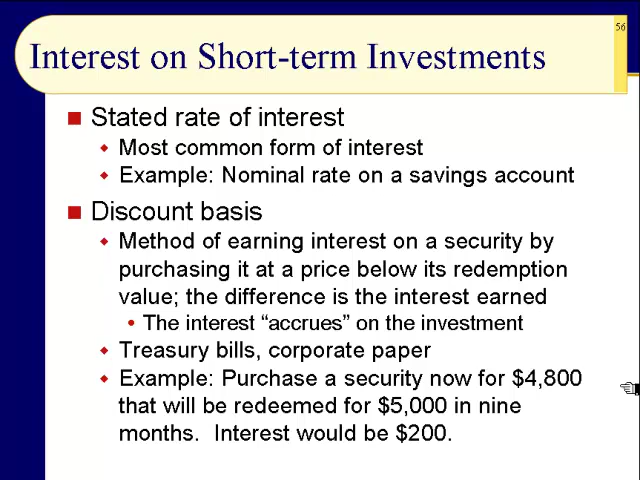 56
Interest on Short-term Investments
Stated rate of interest
Most common form of interest
Example: Nominal rate on a savings account
Discount basis
Method of earning interest on a security by
purchasing it at a price below its redemption
value; the difference is the interest earned
The interest “accrues” on the investment
Treasury bills, corporate paper
Example: Purchase a security now for $4,800
that will be redeemed for $5,000 in nine
months.  Interest would be $200.